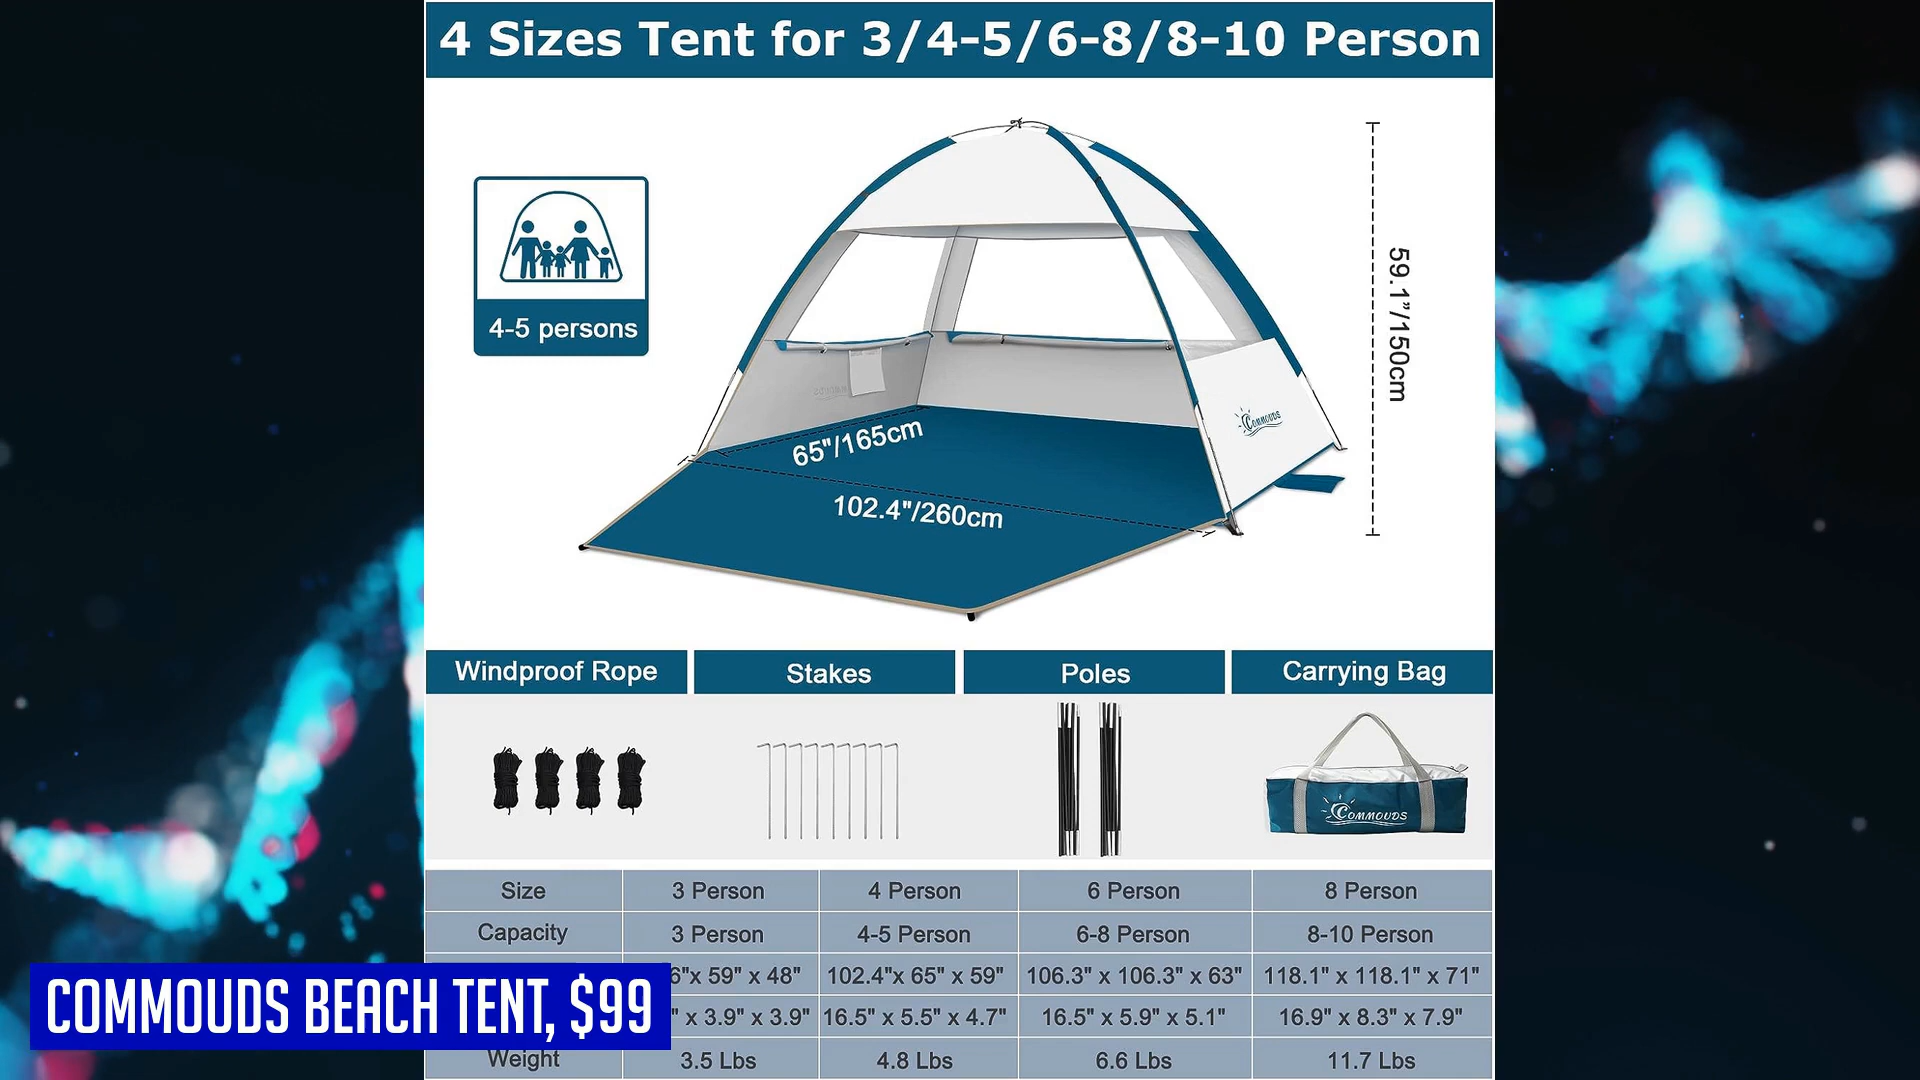 4 Sizes Tent for 3/4-5/6-8/8-10 Person
4-5 persons
59.1”/150cm
65"/165cm
102.4"/260cm
COMMOUDS
Windproof Rope
Stakes
Poles
Carrying Bag
COMMOUDS
Size 3 Person 4 Person 6 Person 8 Person
Capacity 3 Person 4-5 Person 6-8 Person 8-10 Person
6"x 59" x 48" 102.4"x 65" x 59" 106.3" x 106.3" x 63" 118.1" x 118.1" x 71"
" x 3.9" x 3.9" 16.5" x 5.5" x 4.7" 16.5" x 5.9" x 5.1" 16.9" x 8.3" x 7.9"
Weight 3.5 Lbs 4.8 Lbs 6.6 Lbs 11.7 Lbs
COMMOUDS BEACH TENT, $99